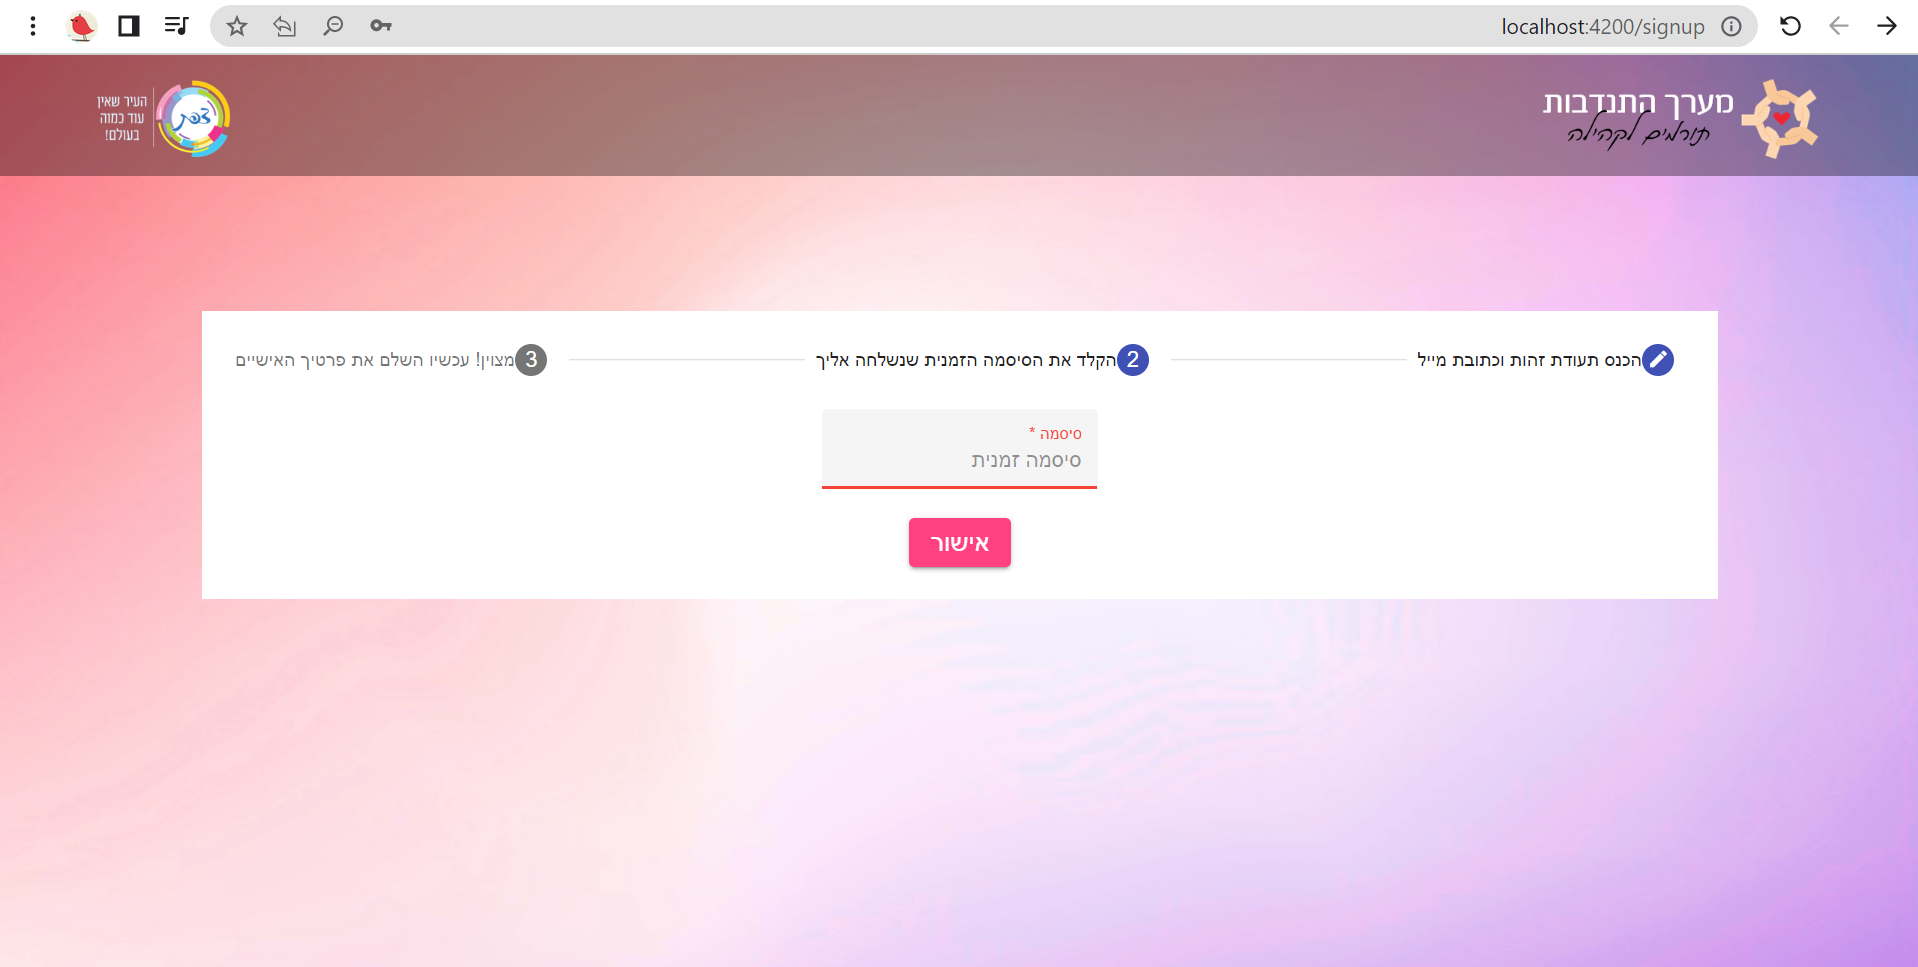 localhost:4200/signup
מערך התנדבות
תורמים לקהילה
העיר שאין
עוד כמוה
בעולם!
צפת
הכנס תעודת זהות וכתובת מייל
2 הקלד את הסיסמה הזמנית שנשלחה אליך
3 מצוין! עכשיו השלם את פרטיך האישיים
סיסמה *
סיסמה זמנית
אישור